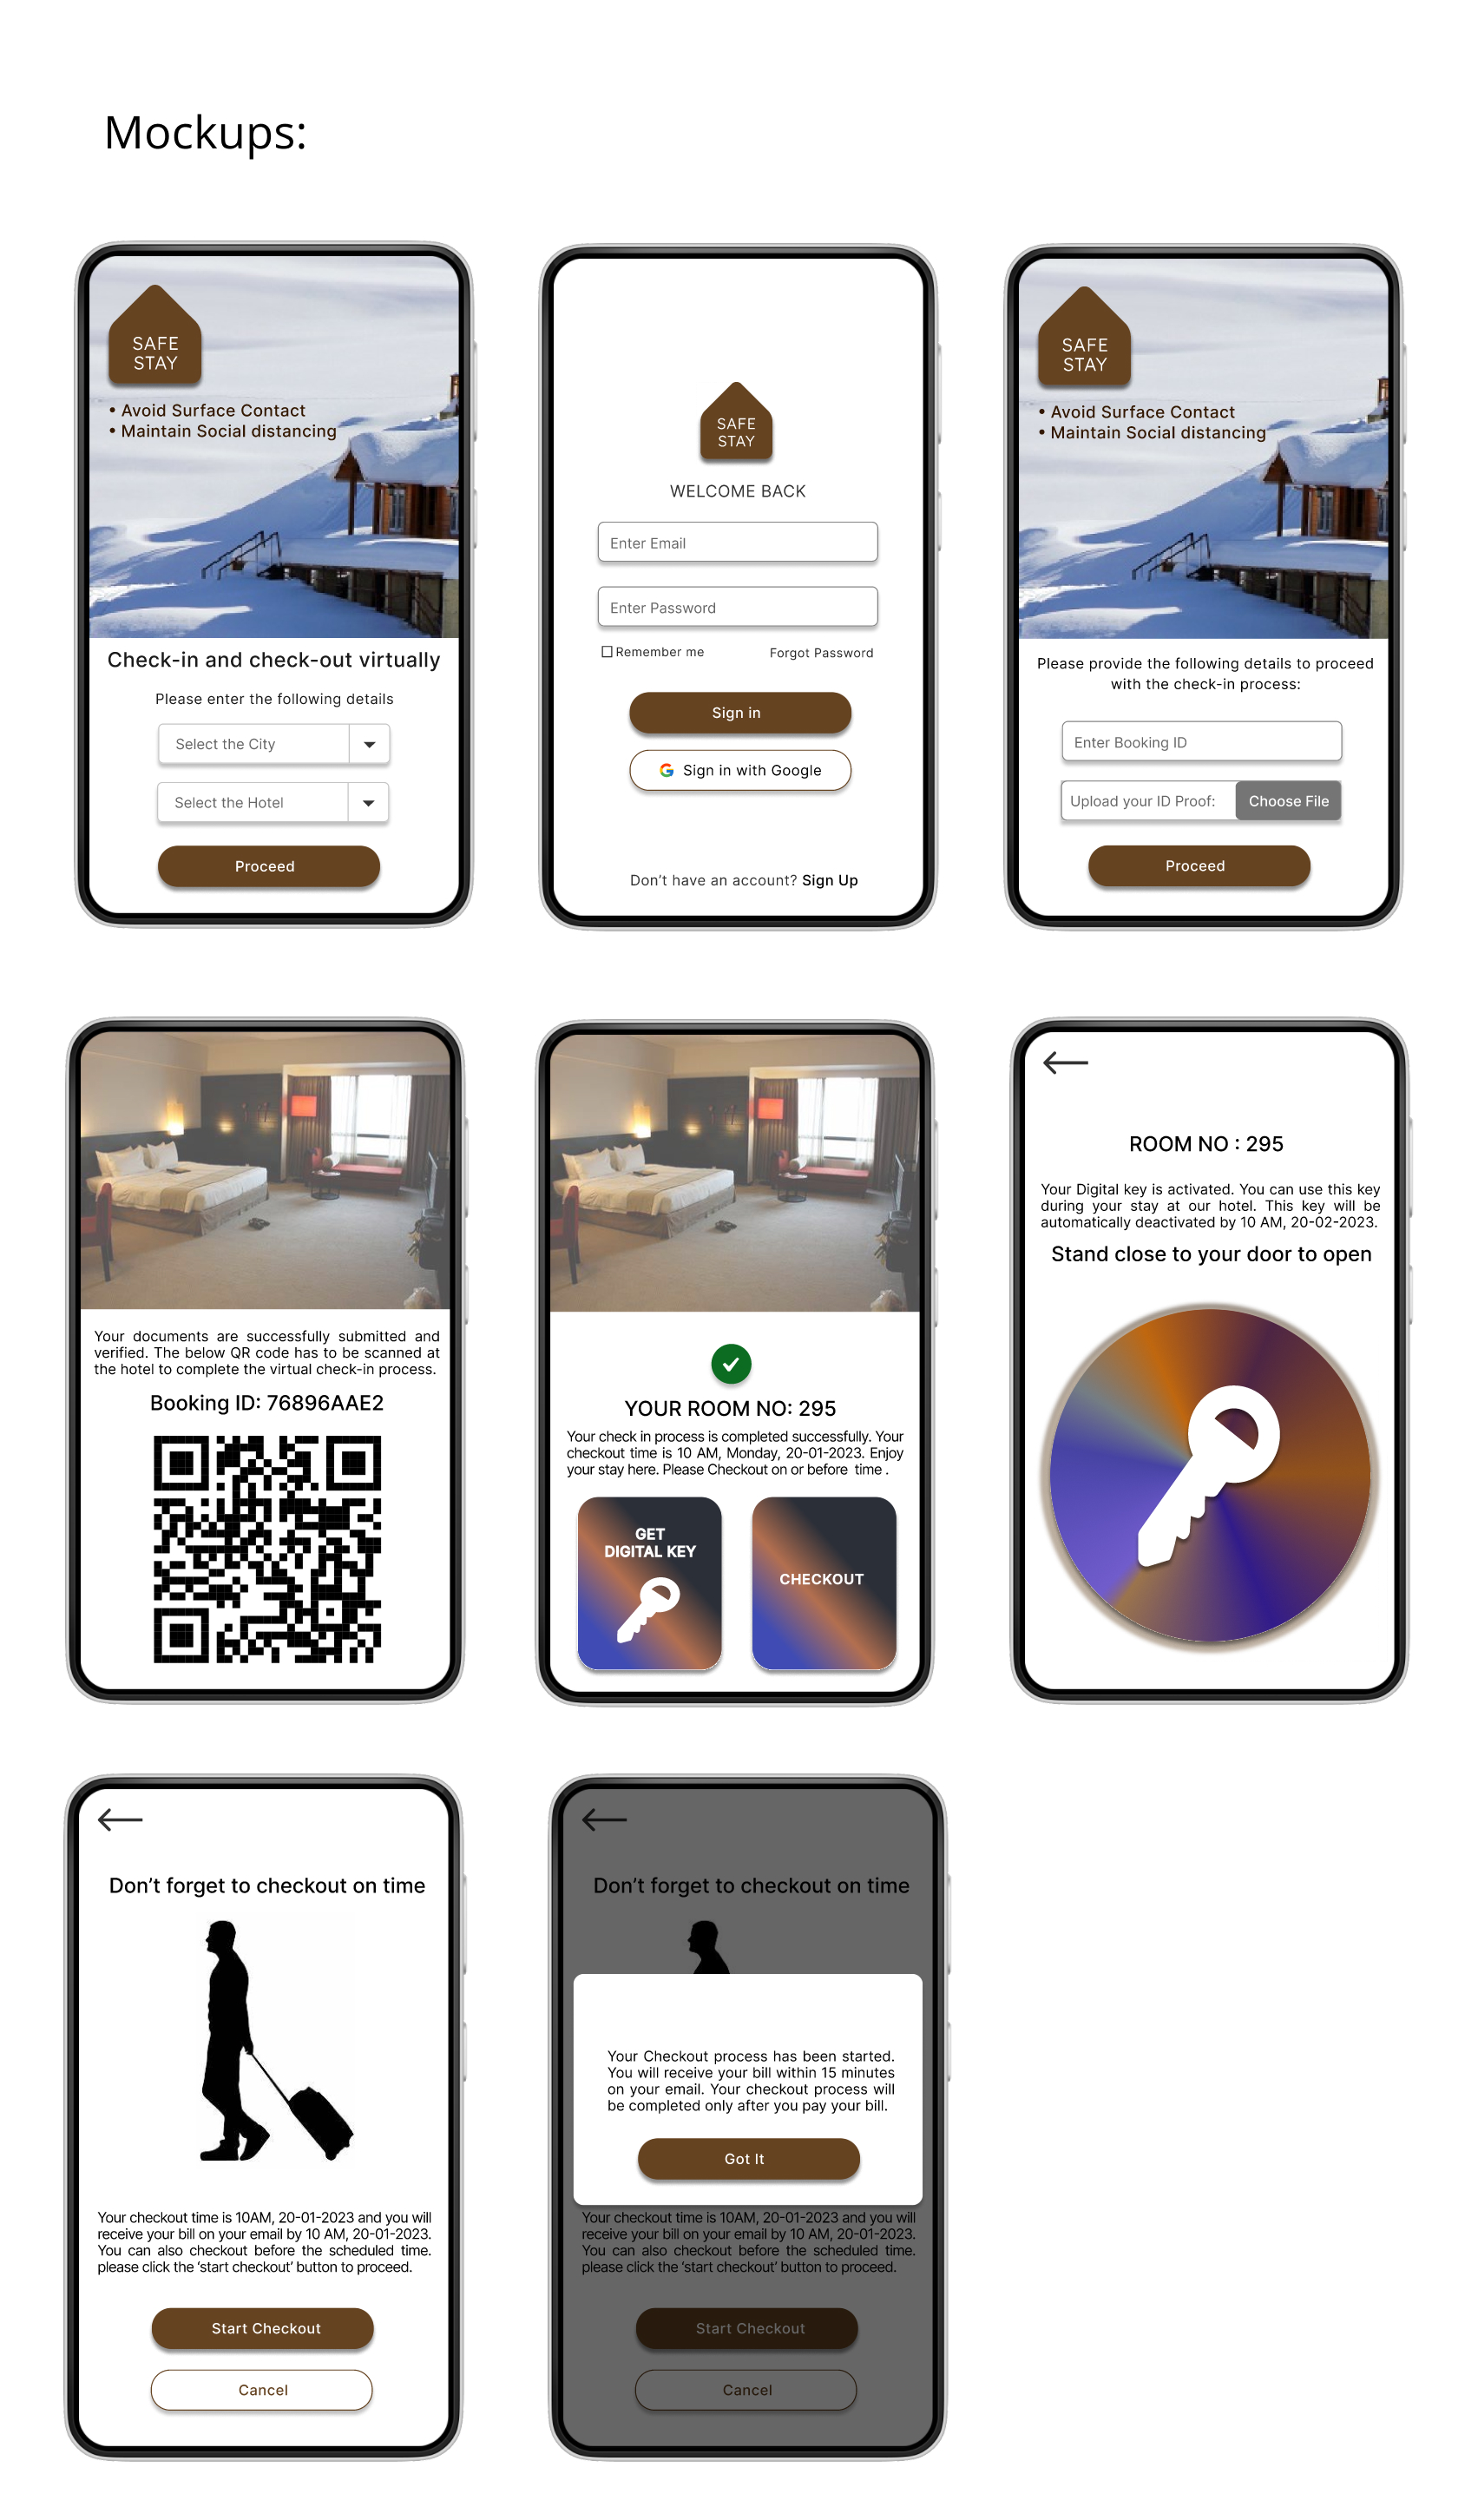 Mockups:
SAFE
STAY
• Avoid Surface Contact
• Maintain Social distancing
Check-in and check-out virtually
Please enter the following details
Select the City
Select the Hotel
Proceed
SAFE
STAY
WELCOME BACK
Enter Email
Enter Password
Remember me
Forgot Password
Sign in
Sign in with Google
Don't have an account? Sign Up
SAFE
STAY
• Avoid Surface Contact
• Maintain Social distancing
Please provide the following details to proceed
with the check-in process:
Enter Booking ID
Upload your ID Proof:
Choose File
Proceed
Your documents are successfully submitted and
verified. The below QR code has to be scanned at
the hotel to complete the virtual check-in process.
Booking ID: 76896AAE2
YOUR ROOM NO: 295
Your check in process is completed successfully. Your
checkout time is 10 AM, Monday, 20-01-2023. Enjoy
your stay here. Please Checkout on or before time .
GET
DIGITAL KEY
CHECKOUT
ROOM NO : 295
Your Digital key is activated. You can use this key
during your stay at our hotel. This key will be
automatically deactivated by 10 AM, 20-02-2023.
Stand close to your door to open
Don't forget to checkout on time
Your checkout time is 10AM, 20-01-2023 and you will
receive your bill on your email by 10 AM, 20-01-2023.
You can also checkout before the scheduled time.
please click the 'start checkout' button to proceed.
Start Checkout
Cancel
Don't forget to checkout on time
Your Checkout process has been started.
You will receive your bill within 15 minutes
on your email. Your checkout process will
be completed only after you pay your bill.
Got It
Your checkout time is 10AM, 20-01-2023 and you will
receive your bill on your email by 10 AM, 20-01-2023.
You can also checkout before the scheduled time.
please click the 'start checkout' button to proceed.
Start Checkout
Cancel